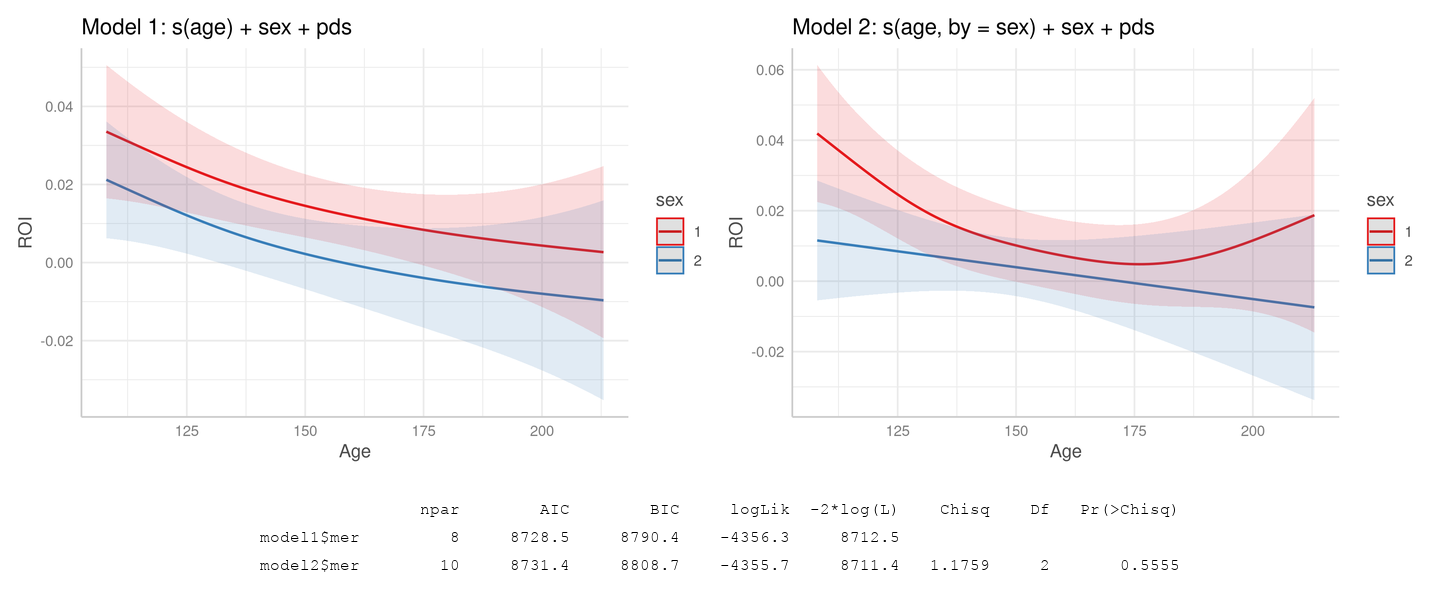 Model 1: s(age) + sex + pds
0.04
0.02
0.00
-0.02
ROI
125 150 175 200
Age
sex
1
2
Model 2: s(age, by = sex) + sex + pds
0.06
0.04
0.02
0.00
-0.02
ROI
125 150 175 200
Age
sex
1
2
npar AIC BIC logLik -2*log(L) Chisq Df Pr(>Chisq)
model1$mer 8 8728.5 8790.4 -4356.3 8712.5
model2$mer 10 8731.4 8808.7 -4355.7 8711.4 1.1759 2 0.5555